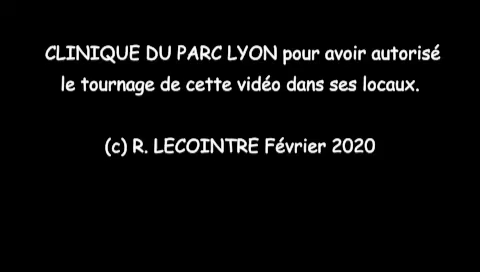 CLINIQUE DU PARC LYON pour avoir autorisé
le tournage de cette vidéo dans ses locaux.
(c) R. LECOINTRE Février 2020